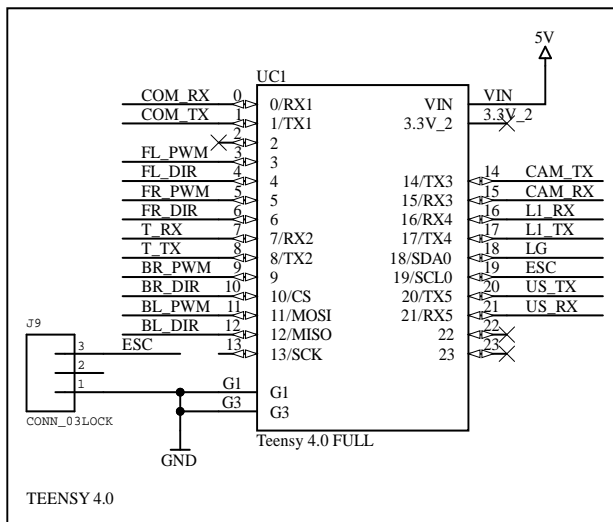 5V
UC1
COM_RX 0 0/RX1 VIN VIN
COM_TX 1 1/TX1 3.3V_2 3.3V_2
2 2
FL_PWM 3 3
FL_DIR 4 4 14/TX3 14 CAM_TX
FR_PWM 5 5 15/RX3 15 CAM_RX
FR_DIR 6 6 16/RX4 16 L1_RX
T_RX 7 7/RX2 17/TX4 17 L1_TX
T_TX 8 8/TX2 18/SDA0 18 LG
BR_PWM 9 9 19/SCL0 19 ESC
BR_DIR 10 10/CS 20/TX5 20 US_TX
BL_PWM 11 11/MOSI 21/RX5 21 US_RX
BL_DIR 12 12/MISO 22 22
J9
3 ESC 13 13/SCK 23 23
2
1 G1 G1
G3 G3
CONN_03LOCK
Teensy 4.0 FULL
GND
TEENSY 4.0